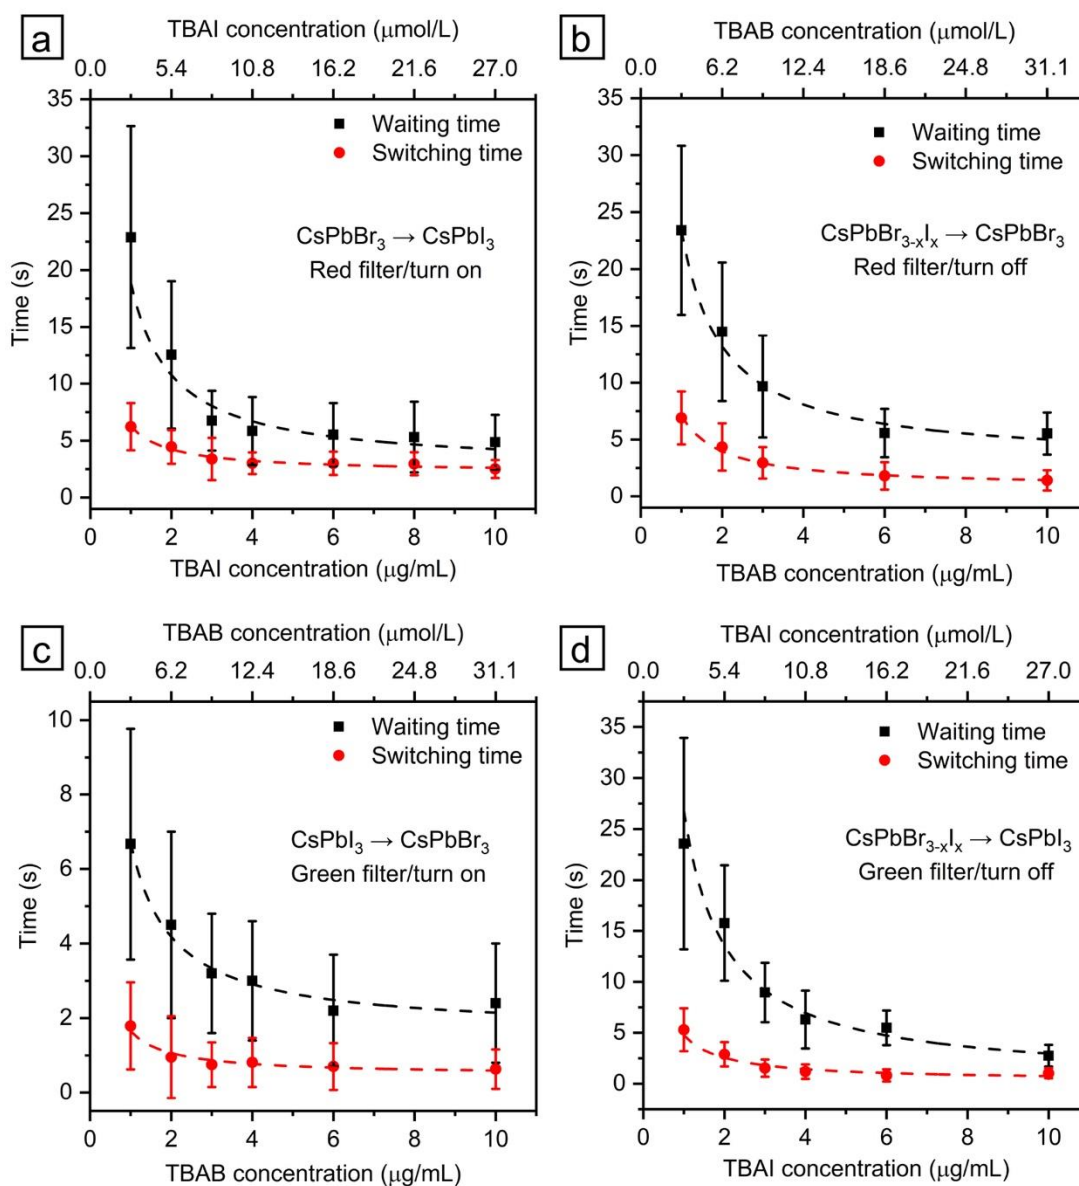 a
TBAI concentration (μmol/L)
0.0 5.4 10.8 16.2 21.6 27.0
35
30
25
20
15
10
5
0
Time (s)
Waiting time
Switching time
CsPbBr₃ → CsPbI₃
Red filter/turn on
0 2 4 6 8 10
TBAI concentration (μg/mL)
b
TBAB concentration (μmol/L)
0.0 6.2 12.4 18.6 24.8 31.1
35
30
25
20
15
10
5
0
Time (s)
Waiting time
Switching time
CsPbBr₃₋ₓIₓ → CsPbBr₃
Red filter/turn off
0 2 4 6 8 10
TBAB concentration (μg/mL)
c
TBAB concentration (μmol/L)
0.0 6.2 12.4 18.6 24.8 31.1
10
8
6
4
2
0
Time (s)
Waiting time
Switching time
CsPbI₃ → CsPbBr₃
Green filter/turn on
0 2 4 6 8 10
TBAB concentration (μg/mL)
d
TBAI concentration (μmol/L)
0.0 5.4 10.8 16.2 21.6 27.0
35
30
25
20
15
10
5
0
Time (s)
Waiting time
Switching time
CsPbBr₃₋ₓIₓ → CsPbI₃
Green filter/turn off
0 2 4 6 8 10
TBAI concentration (μg/mL)